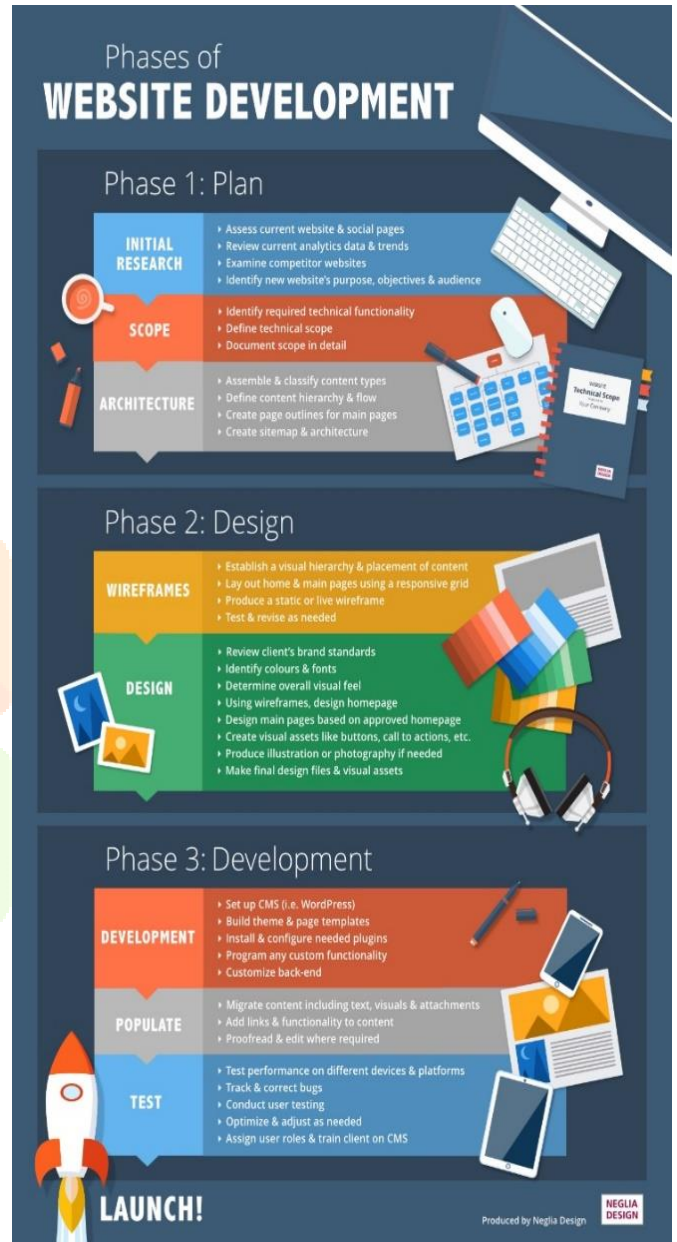 Phases of
WEBSITE DEVELOPMENT
Phase 1: Plan
INITIAL
RESEARCH
Assess current website & social pages
Review current analytics data & trends
Examine competitor websites
Identify new website's purpose, objectives & audience
SCOPE
Identify required technical functionality
Define technical scope
Document scope in detail
ARCHITECTURE
Assemble & classify content types
Define content hierarchy & flow
Create page outlines for main pages
Create sitemap & architecture
Technical Scope
Your Company
NEGLIA
DESIGN
Phase 2: Design
WIREFRAMES
Establish a visual hierarchy & placement of content
Lay out home & main pages using a responsive grid
Produce a static or live wireframe
Test & revise as needed
DESIGN
Review client's brand standards
Identify colours & fonts
Determine overall visual feel
Using wireframes, design homepage
Design main pages based on approved homepage
Create visual assets like buttons, call to actions, etc.
Produce illustration or photography if needed
Make final design files & visual assets
Phase 3: Development
DEVELOPMENT
Set up CMS (i.e. WordPress)
Build theme & page templates
Install & configure needed plugins
Program any custom functionality
Customize back-end
POPULATE
Migrate content including text, visuals & attachments
Add links & functionality to content
Proofread & edit where required
TEST
Test performance on different devices & platforms
Track & correct bugs
Conduct user testing
Optimize & adjust as needed
Assign user roles & train client on CMS
LAUNCH!
Produced by Neglia Design
NEGLIA
DESIGN